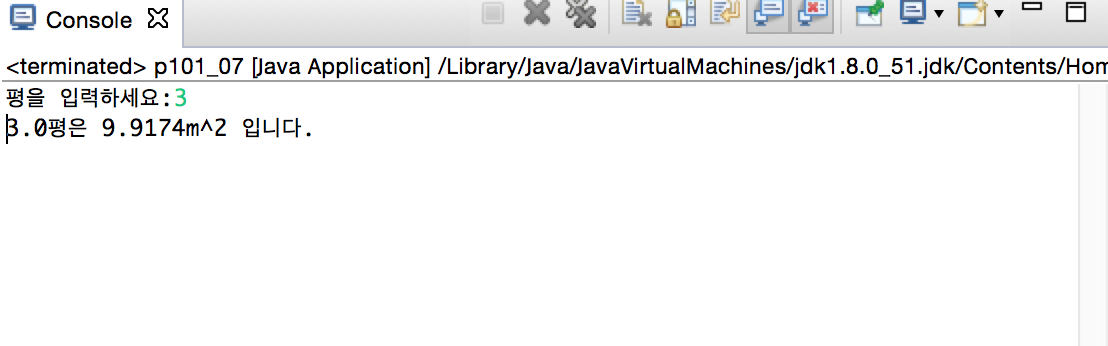 Console
<terminated> p101_07 [Java Application] /Library/Java/JavaVirtualMachines/jdk1.8.0_51.jdk/Contents/Hom
평을 입력하세요:3
3.0평은 9.9174m^2 입니다.